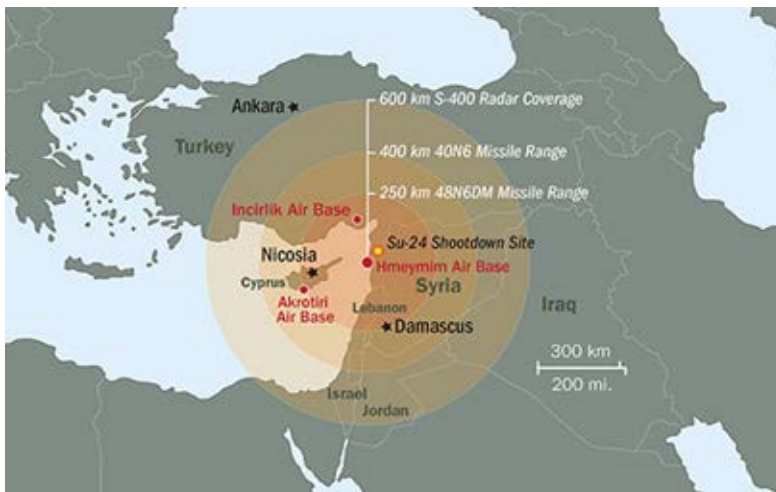 600 km S-400 Radar Coverage
Ankara
Turkey
400 km 40N6 Missile Range
250 km 48N6DM Missile Range
Incirlik Air Base
Su-24 Shootdown Site
Nicosia
Hmeymim Air Base
Cyprus
Syria
Akrotiri
Air Base
Lebanon
Iraq
Damascus
300 km
200 mi.
Israel
Jordan